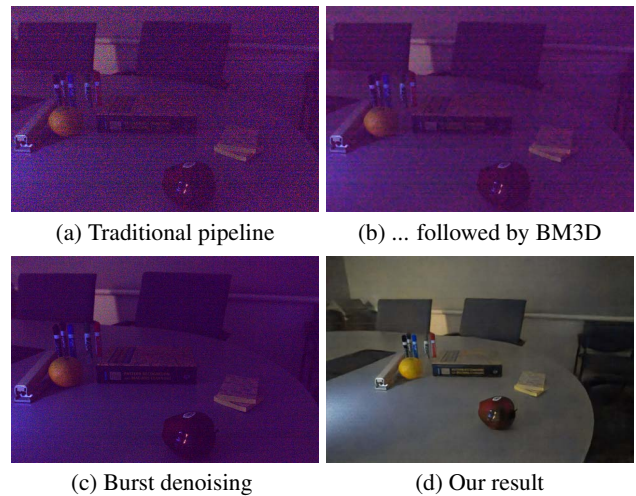 (a) Traditional pipeline
(b) ... followed by BM3D
(c) Burst denoising
(d) Our result